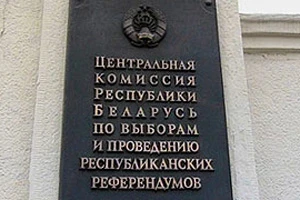 Центральная
комиссия
Республики
Беларусь
по выборам
и проведению
республиканских
референдумов